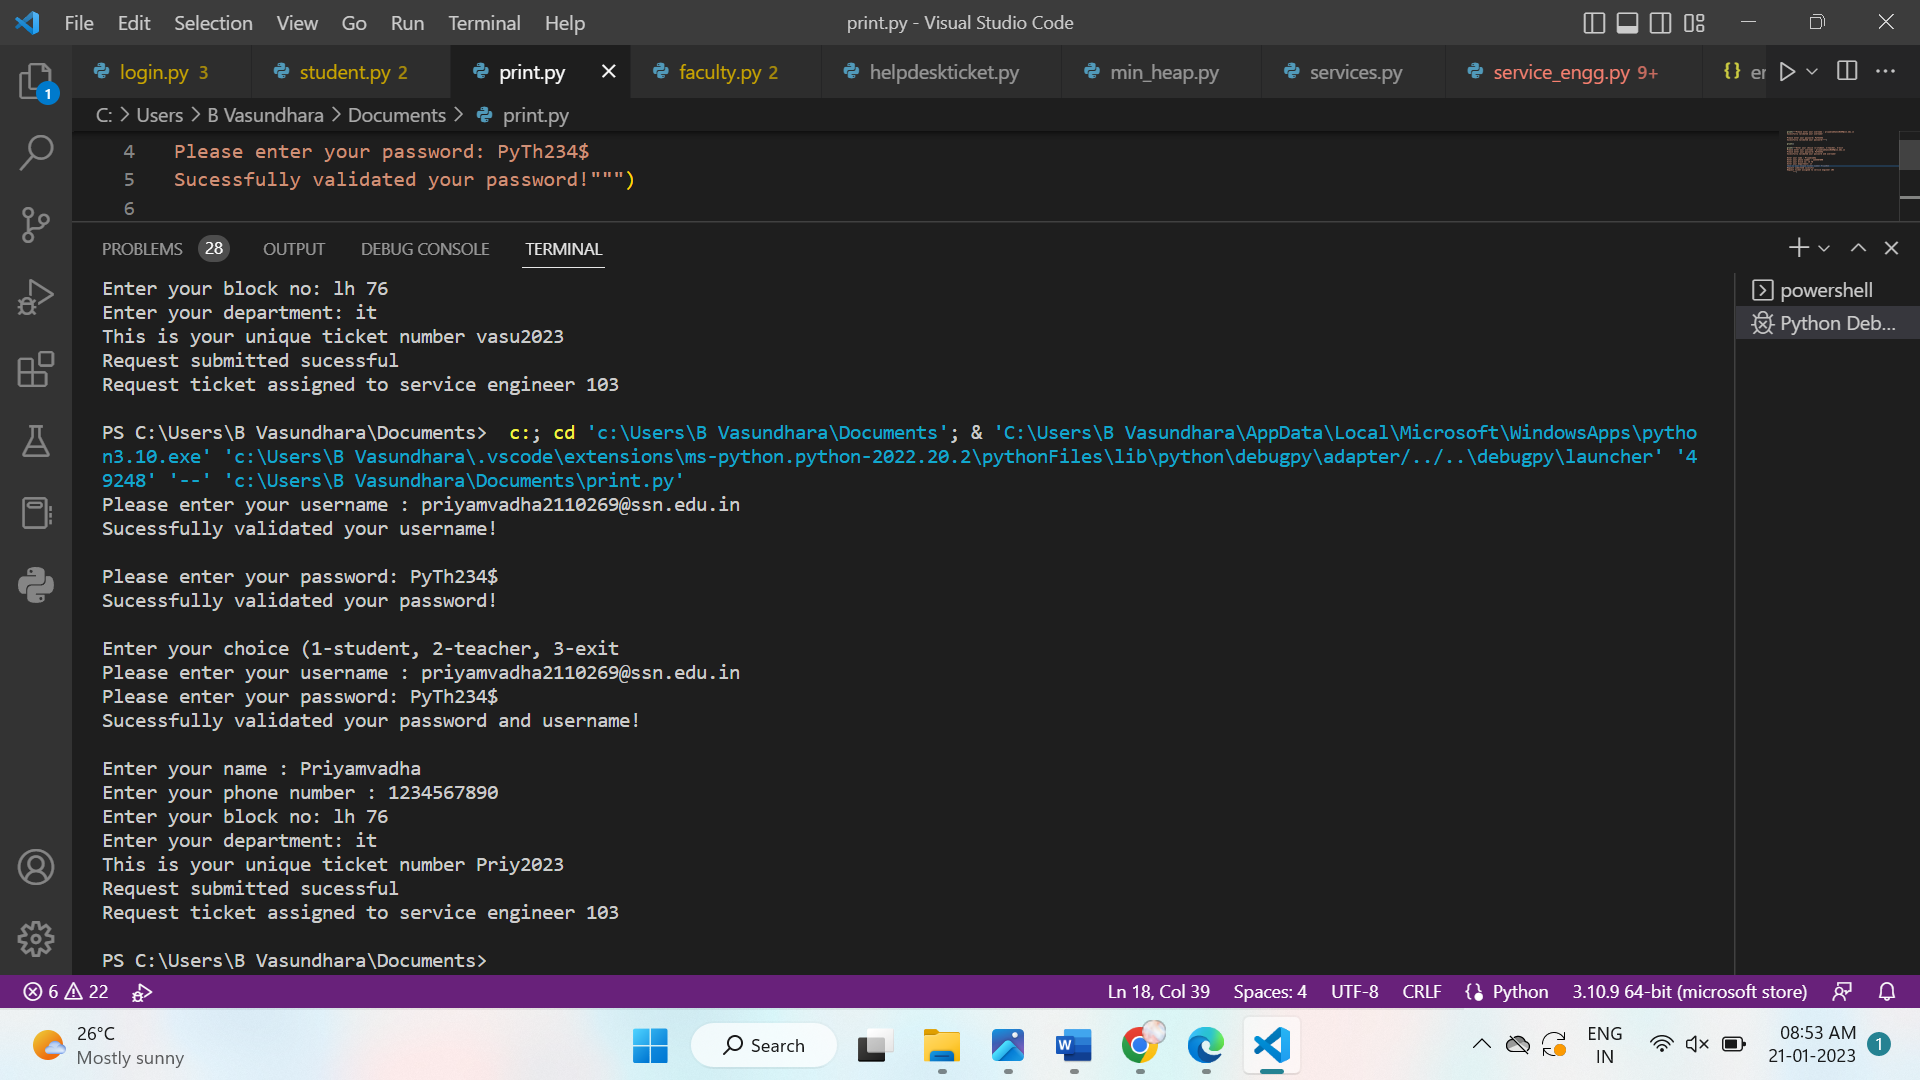 File Edit Selection View Go Run Terminal Help print.py - Visual Studio Code
login.py 3 student.py 2 print.py faculty.py 2 helpdeskticket.py min_heap.py services.py service_engg.py 9+ {} er
C: > Users > B Vasundhara > Documents > print.py
4 Please enter your password: PyTh234$
5 Sucessfully validated your password!""")
6
1
PROBLEMS 28 OUTPUT DEBUG CONSOLE TERMINAL
powershell
Python Deb...
Enter your block no: lh 76
Enter your department: it
This is your unique ticket number vasu2023
Request submitted sucessful
Request ticket assigned to service engineer 103
PS C:\Users\B Vasundhara\Documents>  c:; cd 'c:\Users\B Vasundhara\Documents'; & 'C:\Users\B Vasundhara\AppData\Local\Microsoft\WindowsApps\pytho
n3.10.exe' 'c:\Users\B Vasundhara\.vscode\extensions\ms-python.python-2022.20.2\pythonFiles\lib\python\debugpy\adapter/../..\debugpy\launcher' '4
9248' '--' 'c:\Users\B Vasundhara\Documents\print.py'
Please enter your username : priyamvadha2110269@ssn.edu.in
Sucessfully validated your username!
Please enter your password: PyTh234$
Sucessfully validated your password!
Enter your choice (1-student, 2-teacher, 3-exit
Please enter your username : priyamvadha2110269@ssn.edu.in
Please enter your password: PyTh234$
Sucessfully validated your password and username!
Enter your name : Priyamvadha
Enter your phone number : 1234567890
Enter your block no: lh 76
Enter your department: it
This is your unique ticket number Priy2023
Request submitted sucessful
Request ticket assigned to service engineer 103
PS C:\Users\B Vasundhara\Documents>
6 22 Ln 18, Col 39 Spaces: 4 UTF-8 CRLF Python 3.10.9 64-bit (microsoft store)
26°C
Mostly sunny
Search
ENG
IN
08:53 AM
21-01-2023
1